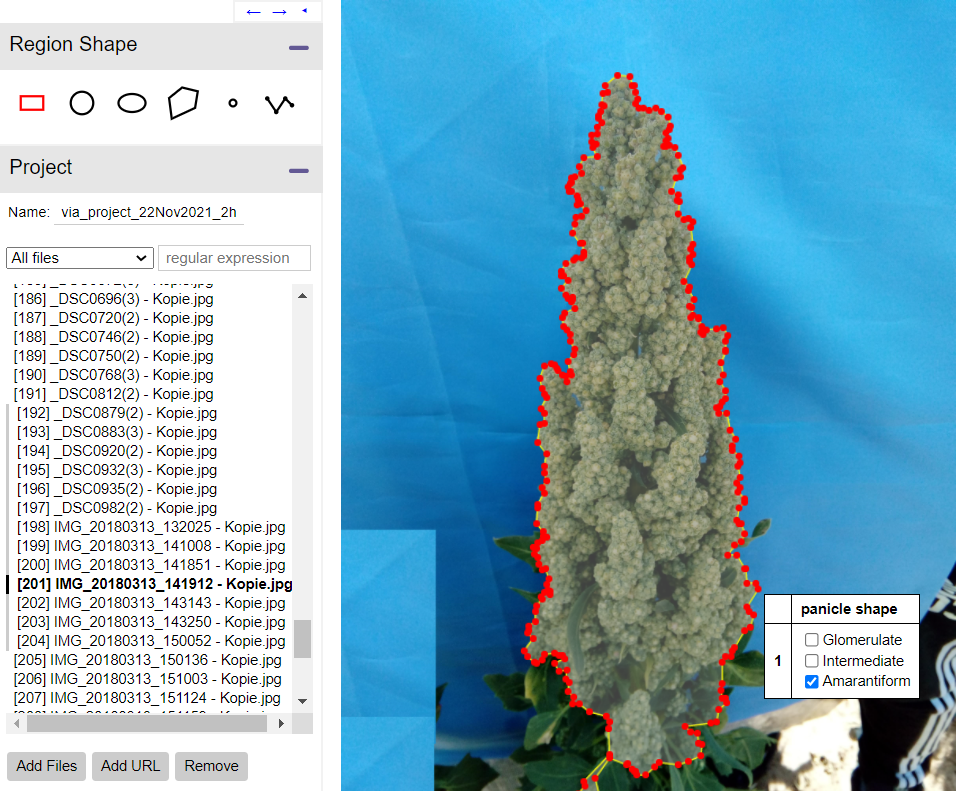 Region Shape
Project
Name: via_project_22Nov2021_2h
All files regular expression
[186] _DSC0696(3) - Kopie.jpg
[187] _DSC0720(2) - Kopie.jpg
[188] _DSC0746(2) - Kopie.jpg
[189] _DSC0750(2) - Kopie.jpg
[190] _DSC0768(3) - Kopie.jpg
[191] _DSC0812(2) - Kopie.jpg
[192] _DSC0879(2) - Kopie.jpg
[193] _DSC0883(3) - Kopie.jpg
[194] _DSC0920(2) - Kopie.jpg
[195] _DSC0932(3) - Kopie.jpg
[196] _DSC0935(2) - Kopie.jpg
[197] _DSC0982(2) - Kopie.jpg
[198] IMG_20180313_132025 - Kopie.jpg
[199] IMG_20180313_141008 - Kopie.jpg
[200] IMG_20180313_141851 - Kopie.jpg
[201] IMG_20180313_141912 - Kopie.jpg
[202] IMG_20180313_143143 - Kopie.jpg
[203] IMG_20180313_143250 - Kopie.jpg
[204] IMG_20180313_150052 - Kopie.jpg
[205] IMG_20180313_150136 - Kopie.jpg
[206] IMG_20180313_151003 - Kopie.jpg
[207] IMG_20180313_151124 - Kopie.jpg
Add Files Add URL Remove
panicle shape
1
Glomerulate
Intermediate
Amarantiform